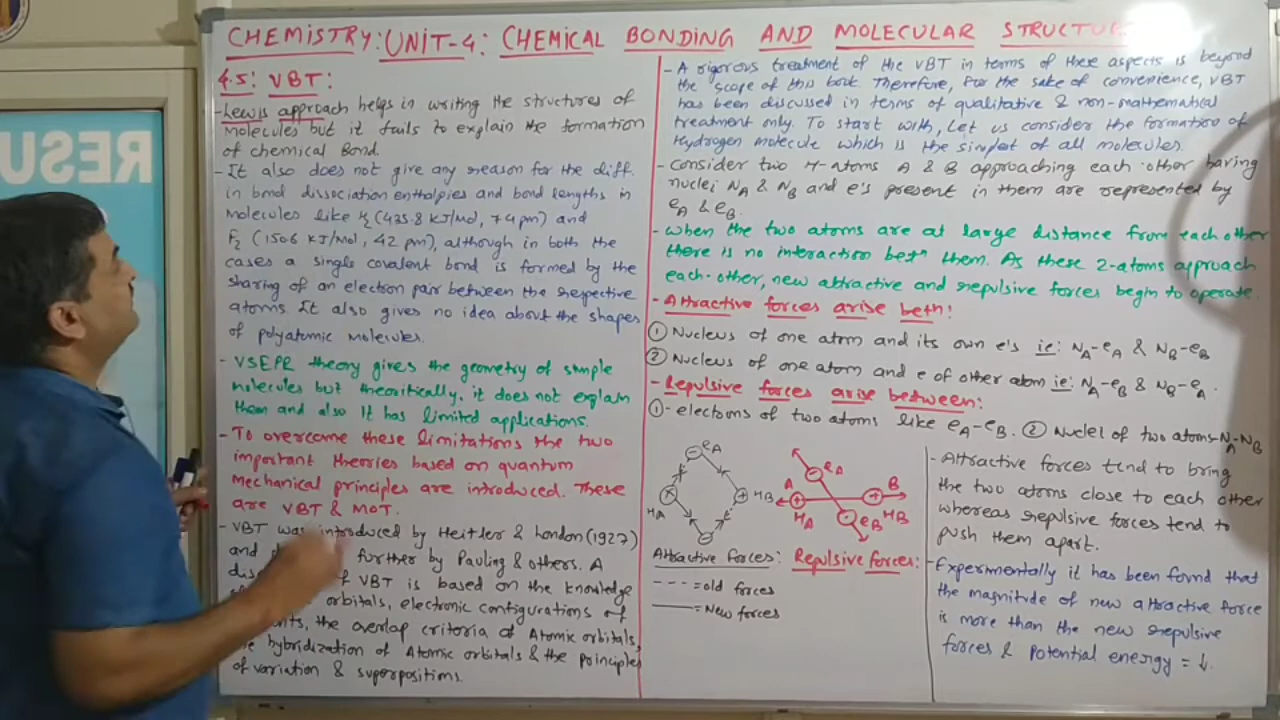 CHEMISTRY: UNIT-4: CHEMICAL BONDING AND MOLECULAR STRUCTUR
4.5: VBT:
-Lewis approach helps in writing the structures of
molecules but it fails to explain the formation
of chemical Bond.
-It also does not give any reason for the diff.
in bond dissociation enthalpies and bond lengths in
molecules like H2 (435.8 kJ/mol, 74 pm) and
F2 (150.6 kJ/mol, 42 pm), although in both the
cases a single covalent bond is formed by the
sharing of an electron pair between the respective
atoms. It also gives no idea about the shapes
of polyatomic molecules.
- VSEPR theory gives the geometry of simple
molecules but theoritically, it does not explain
them and also it has limited applications.
-To overcome these limitations the two
important theories based on quantum
mechanical principles are introduced. These
are VBT & MOT.
-VBT was introduced by Heitler & London (1927)
and further by Pauling & others. A
VBT is based on the knowledge
orbitals, electronic configurations of
the overlap criteria of Atomic orbitals,
hybridization of Atomic orbitals & the principles
of variation & superpositions.
-A rigorous treatment of the VBT in terms of these aspects is beyond
the scope of this book. Therefore, for the sake of convenience, VBT
has been discussed in terms of qualitative & non-mathematical
treatment only. To start with, Let us consider the formation of
Hydrogen molecule which is the simplest of all molecules.
-Consider two H-atoms A & B approaching each other having
nuclei NA & NB and e's present in them are represented by
eA & eB.
-when the two atoms are at large distance from each other
there is no interaction betn them. As these 2-atoms approach
each-other, new attractive and repulsive forces begin to operate.
-Attractive forces arise betn:
① Nucleus of one atom and its own e's ie: NA-eA & NB-eB
② Nucleus of one atom and e of other atom ie: NA-eB & NB-eA.
-Repulsive forces arise between:
①-electons of two atoms like eA-eB. ② Nuclei of two atoms-NA-NB
eA
HA
HB
Attractive forces:
---=old forces
—=New forces
A
eA
B
HA
eB
HB
Repulsive forces:
-Attractive forces tend to bring
the two atoms close to each other
whereas repulsive forces tend to
push them apart.
-Experimentally it has been found that
the magnitude of new attractive force
is more than the new repulsive
forces & potential energy = ↓.
RESU